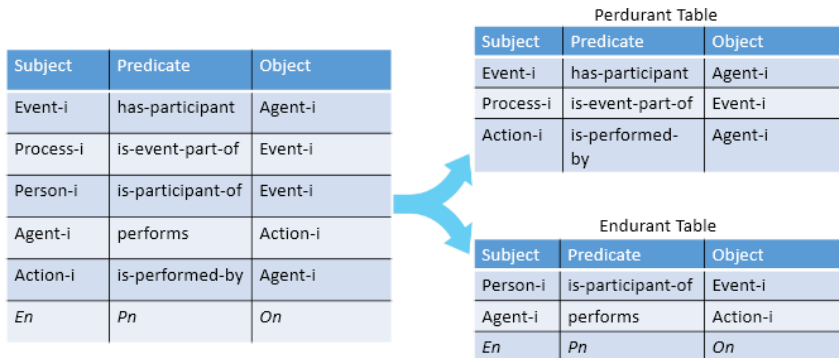 Subject Predicate Object
Event-i has-participant Agent-i
Process-i is-event-part-of Event-i
Person-i is-participant-of Event-i
Agent-i performs Action-i
Action-i is-performed-by Agent-i
En Pn On
Perdurant Table
Subject Predicate Object
Event-i has-participant Agent-i
Process-i is-event-part-of Event-i
Action-i is-performed- Agent-i
by
Endurant Table
Subject Predicate Object
Person-i is-participant-of Event-i
Agent-i performs Action-i
En Pn On